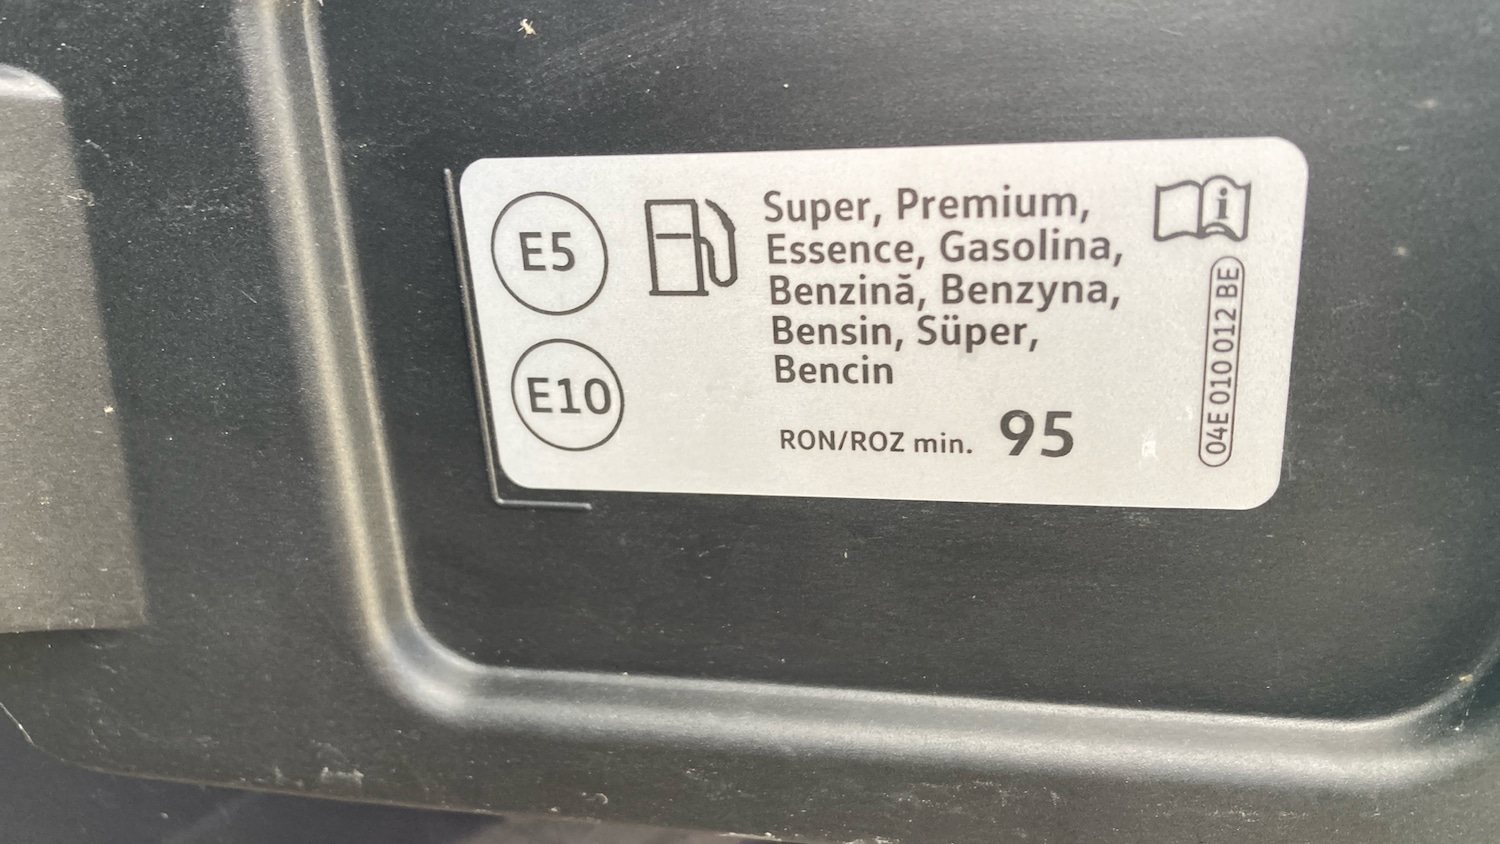 E5
E10
Super, Premium,
Essence, Gasolina,
Benzină, Benzyna,
Bensin, Süper,
Bencin
RON/ROZ min. 95
i
04E 010 012 BE